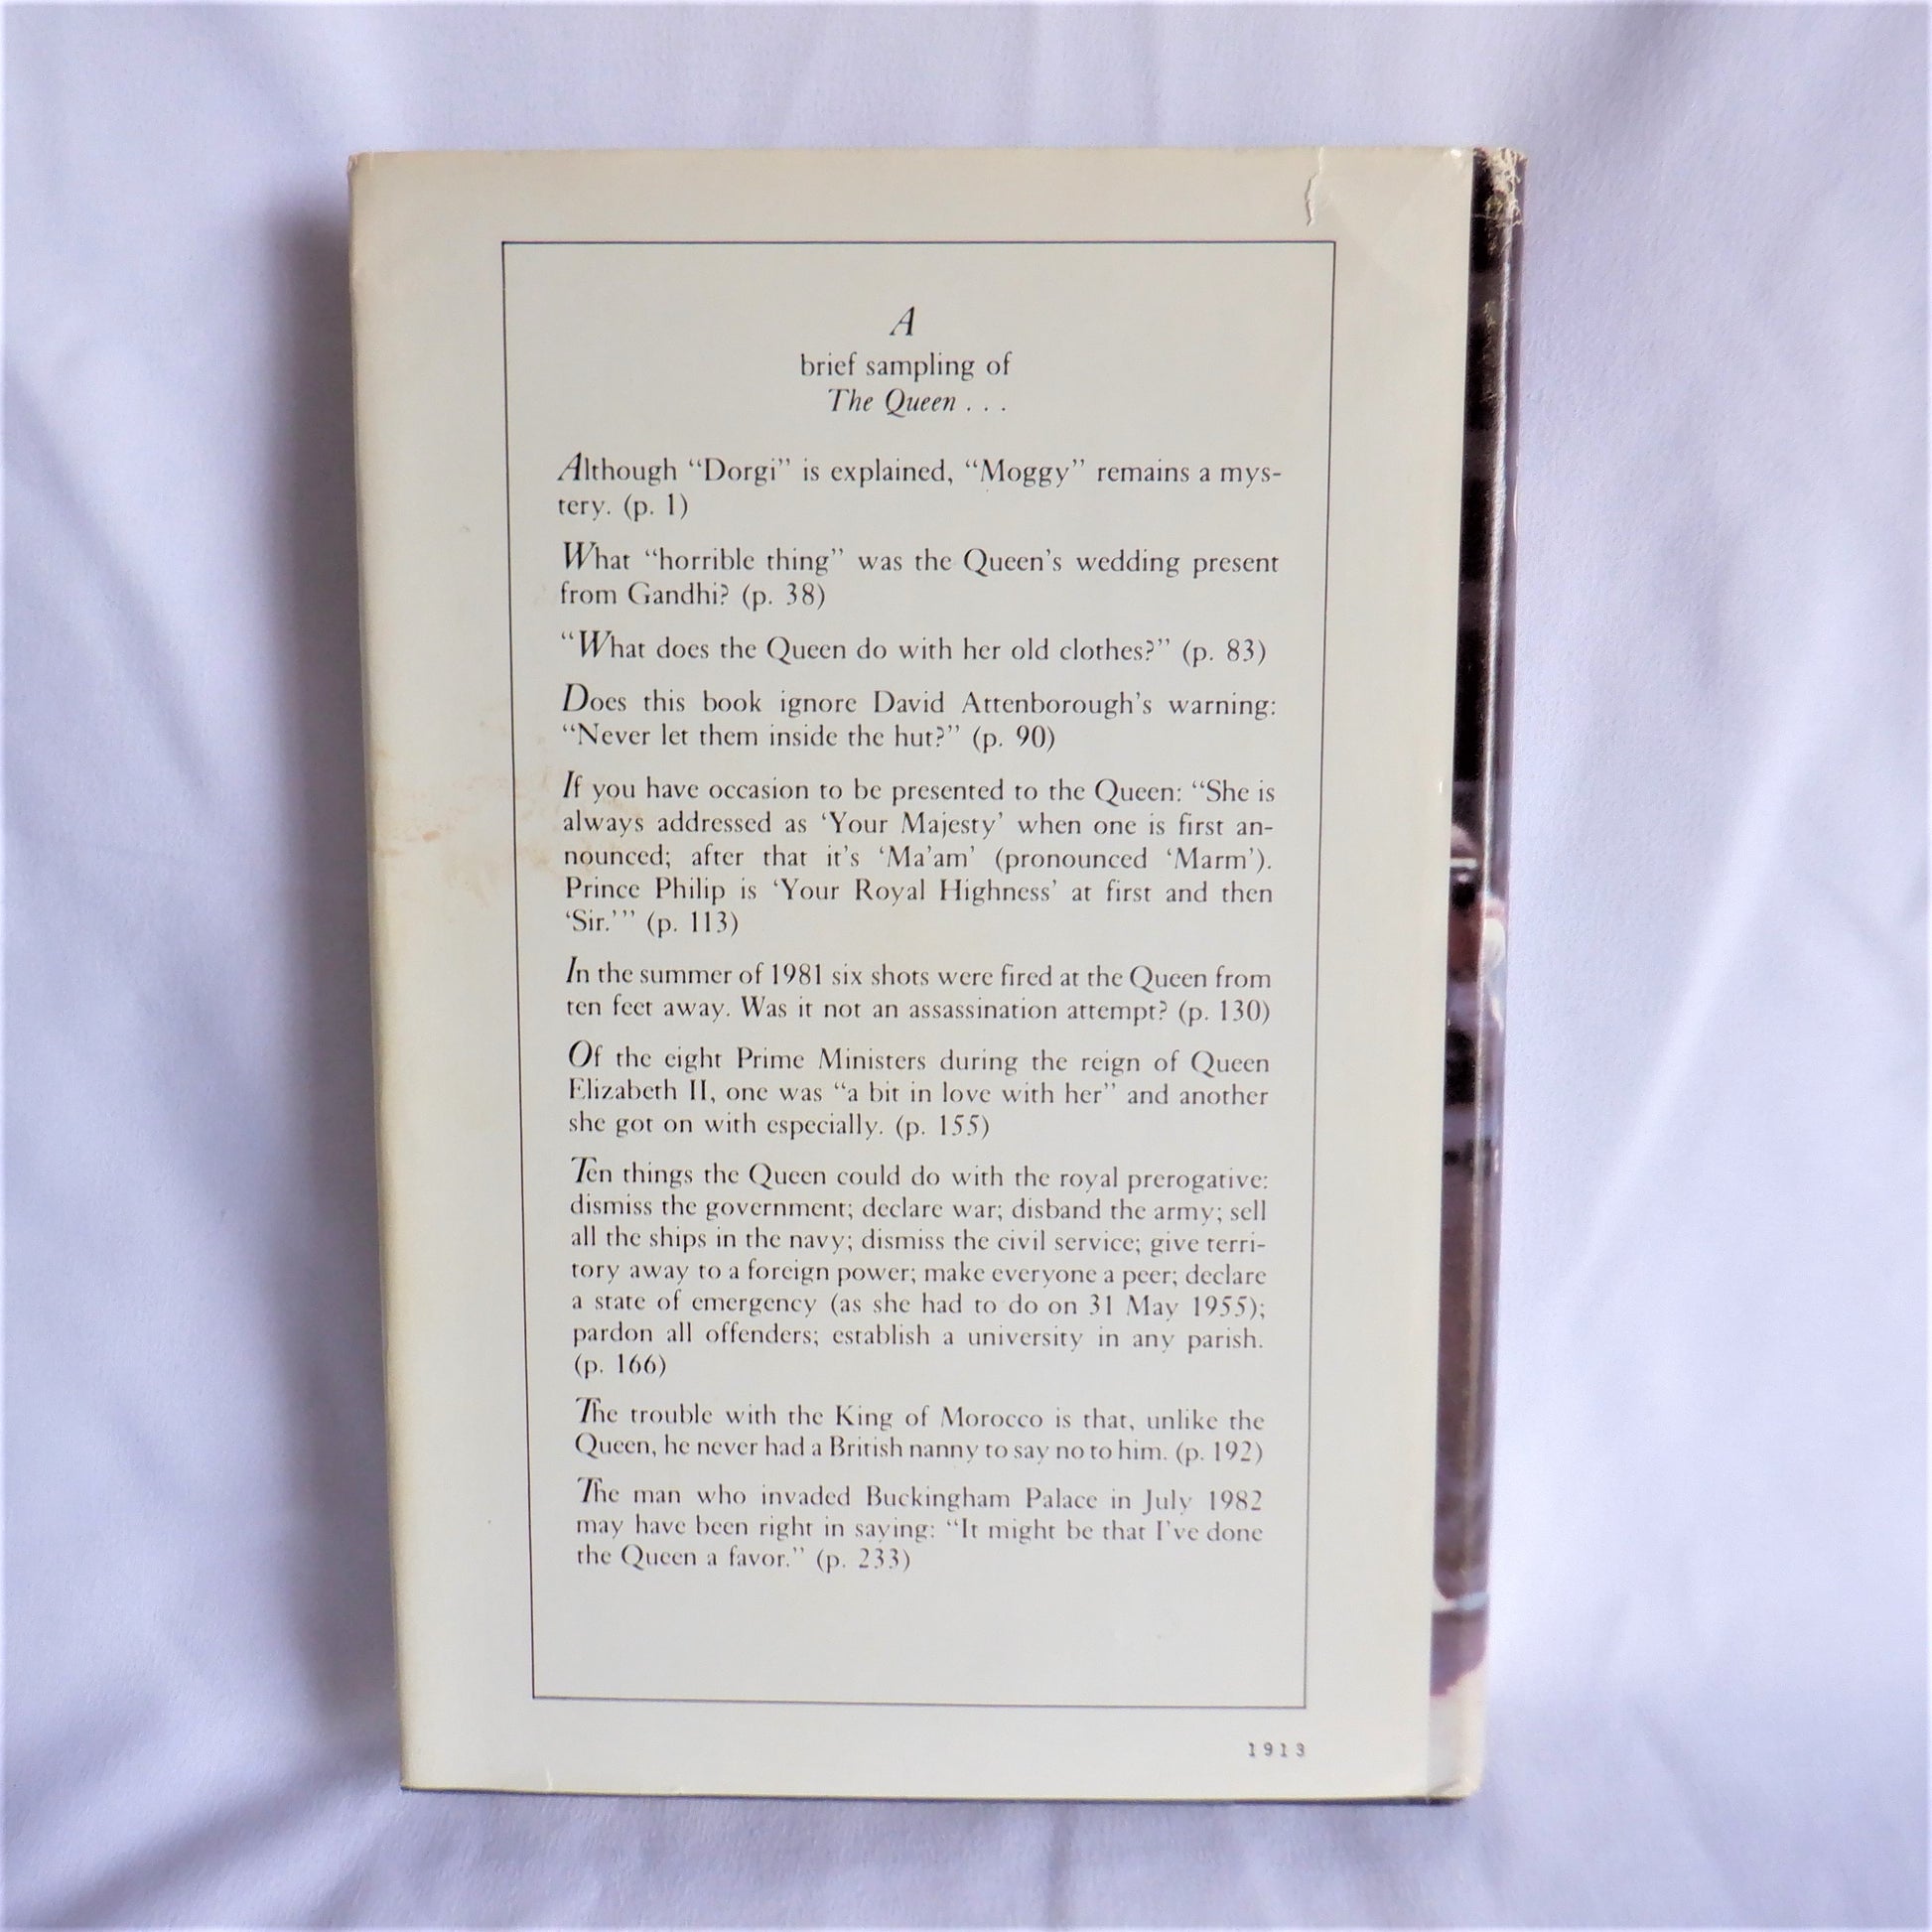 A
brief sampling of
The Queen . . .
Although “Dorgi” is explained, “Moggy” remains a mys-
tery. (p. 1)
What “horrible thing” was the Queen’s wedding present
from Gandhi? (p. 38)
“What does the Queen do with her old clothes?” (p. 83)
Does this book ignore David Attenborough’s warning:
“Never let them inside the hut?” (p. 90)
If you have occasion to be presented to the Queen: “She is
always addressed as ‘Your Majesty’ when one is first an-
nounced; after that it’s ‘Ma’am’ (pronounced ‘Marm’).
Prince Philip is ‘Your Royal Highness’ at first and then
‘Sir.’” (p. 113)
In the summer of 1981 six shots were fired at the Queen from
ten feet away. Was it not an assassination attempt? (p. 130)
Of the eight Prime Ministers during the reign of Queen
Elizabeth II, one was “a bit in love with her” and another
she got on with especially. (p. 155)
Ten things the Queen could do with the royal prerogative:
dismiss the government; declare war; disband the army; sell
all the ships in the navy; dismiss the civil service; give terri-
tory away to a foreign power; make everyone a peer; declare
a state of emergency (as she had to do on 31 May 1955);
pardon all offenders; establish a university in any parish.
(p. 166)
The trouble with the King of Morocco is that, unlike the
Queen, he never had a British nanny to say no to him. (p. 192)
The man who invaded Buckingham Palace in July 1982
may have been right in saying: “It might be that I’ve done
the Queen a favor.” (p. 233)
1913